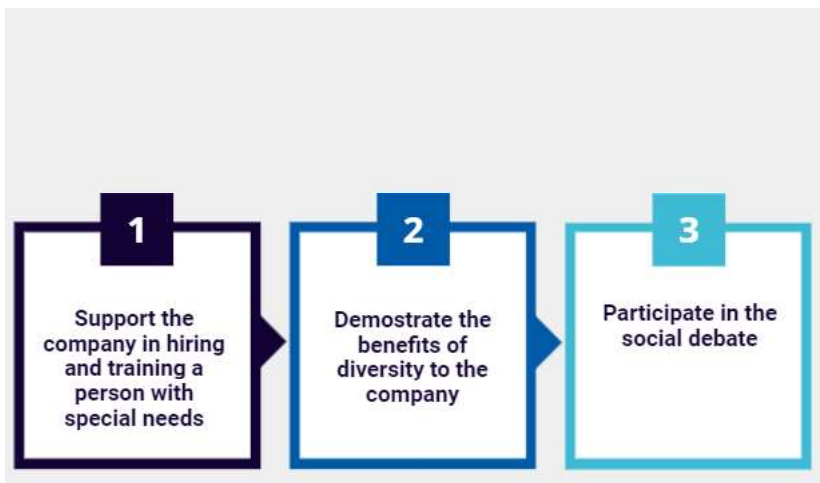 1
Support the
company in hiring
and training a
person with
special needs
2
Demostrate the
benefits of
diversity to the
company
3
Participate in the
social debate